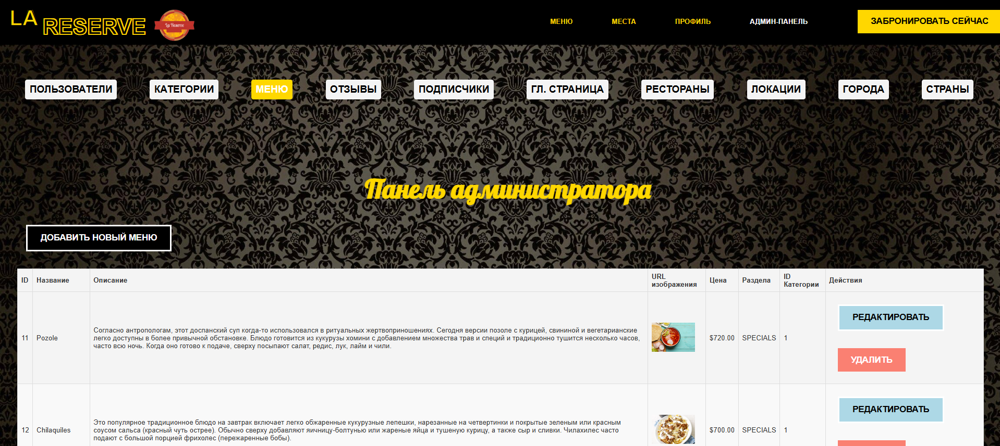 LA RESERVE La Reserve МЕНЮ МЕСТА ПРОФИЛЬ АДМИН-ПАНЕЛЬ ЗАБРОНИРОВАТЬ СЕЙЧАС
ПОЛЬЗОВАТЕЛИ КАТЕГОРИИ МЕНЮ ОТЗЫВЫ ПОДПИСЧИКИ ГЛ. СТРАНИЦА РЕСТОРАНЫ ЛОКАЦИИ ГОРОДА СТРАНЫ
Панель администратора
ДОБАВИТЬ НОВЫЙ МЕНЮ
ID Название Описание URL изображения Цена Раздела ID Категории Действия
11 Pozole
Согласно антропологам, этот доспанский суп когда-то использовался в ритуальных жертвоприношениях. Сегодня версии позоле с курицей, свининой и вегетарианские
легко доступны в более привычной обстановке. Блюдо готовится из кукурузы хомини с добавлением множества трав и специй и традиционно тушится несколько часов,
часто всю ночь. Когда оно готово к подаче, сверху посыпают салат, редис, лук, лайм и чили.
$720.00 SPECIALS 1
РЕДАКТИРОВАТЬ
УДАЛИТЬ
12 Chilaquiles
Это популярное традиционное блюдо на завтрак включает легко обжаренные кукурузные лепешки, нарезанные на четвертинки и покрытые зеленым или красным
соусом сальса (красный чуть острее). Обычно сверху добавляют яичницу-болтунью или жареные яйца и тушеную курицу, а также сыр и сливки. Чилахилес часто
подают с большой порцией фрихолес (пережаренные бобы).
$700.00 SPECIALS 1
РЕДАКТИРОВАТЬ